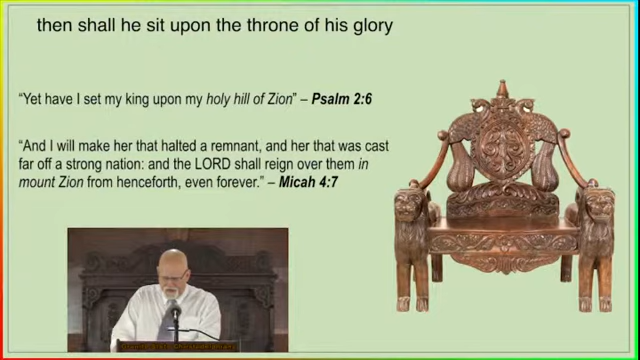 then shall he sit upon the throne of his glory
“Yet have I set my king upon my holy hill of Zion” – Psalm 2:6
“And I will make her that halted a remnant, and her that was cast
far off a strong nation: and the LORD shall reign over them in
mount Zion from henceforth, even forever.” – Micah 4:7